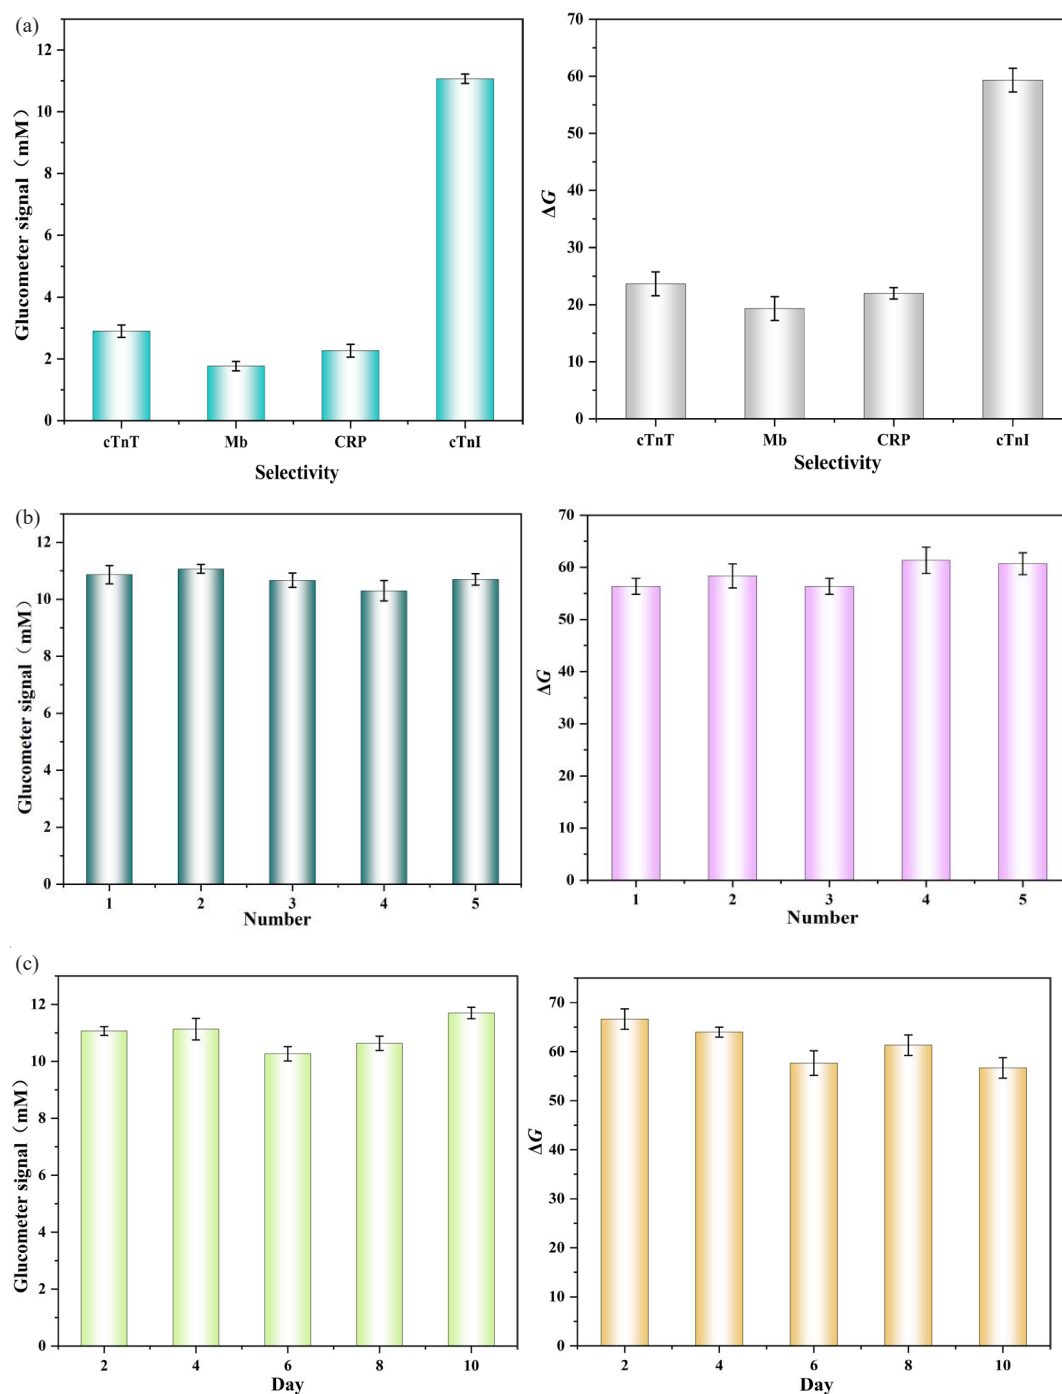 (a)
Glucometer signal（mM）
12
10
8
6
4
2
0
cTnT Mb CRP cTnI
Selectivity
ΔG
70
60
50
40
30
20
10
0
cTnT Mb CRP cTnI
Selectivity
(b)
Glucometer signal（mM）
12
10
8
6
4
2
0
1 2 3 4 5
Number
ΔG
70
60
50
40
30
20
10
0
1 2 3 4 5
Number
(c)
Glucometer signal（mM）
12
10
8
6
4
2
0
2 4 6 8 10
Day
ΔG
70
60
50
40
30
20
10
0
2 4 6 8 10
Day